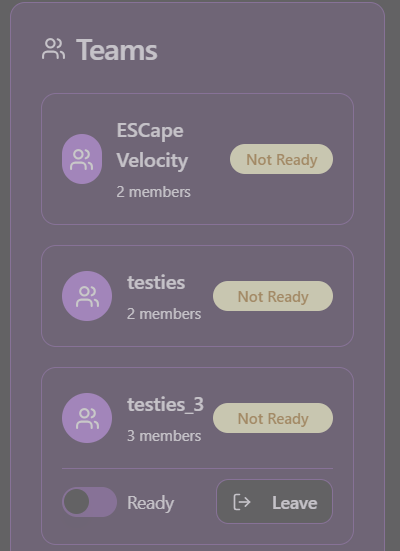 Teams
ESCape
Velocity
2 members
Not Ready
testies
2 members
Not Ready
testies_3
3 members
Not Ready
Ready
Leave